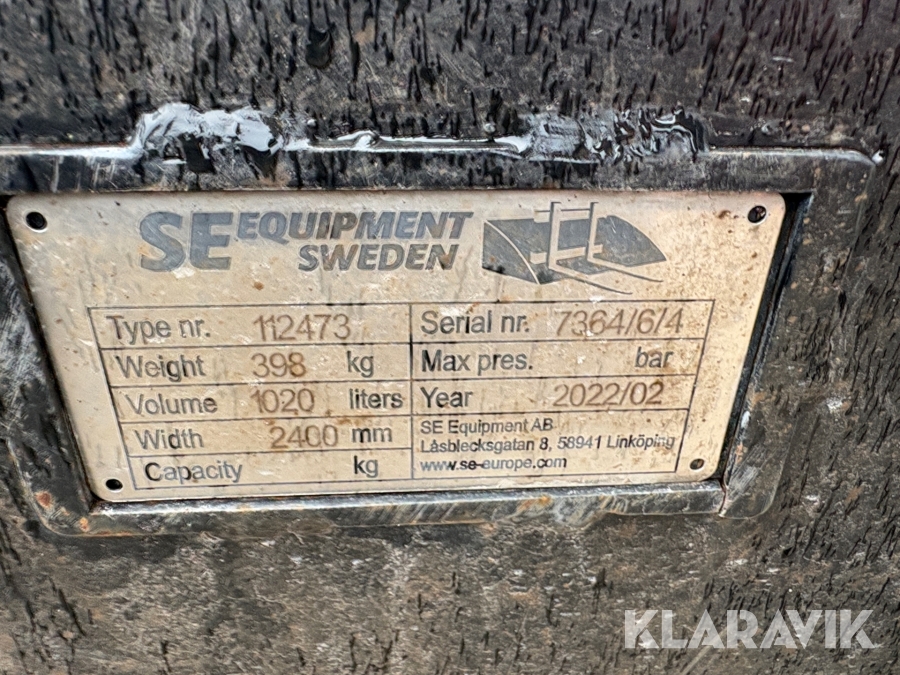 SE EQUIPMENT
SWEDEN
Type nr. 112473 Serial nr. 7364/6/4
Weight 398 kg Max pres. bar
Volume 1020 liters Year 2022/02
Width 2400 mm SE Equipment AB
Låsblecksgatan 8, 58941 Linköping
Capacity kg www.se-europe.com
KLARAVIK